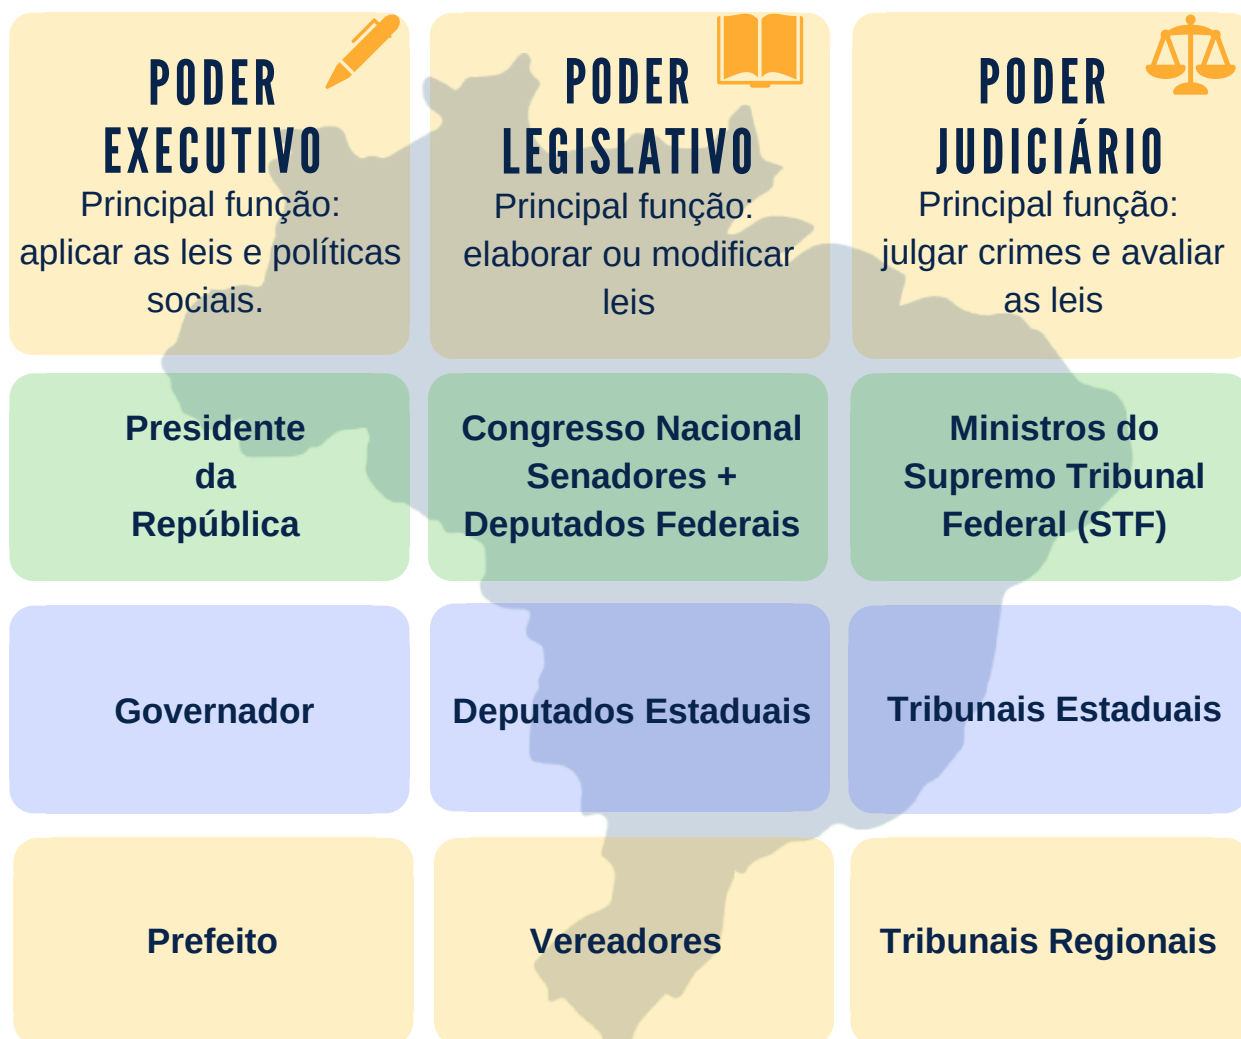 PODER
EXECUTIVO
Principal função:
aplicar as leis e políticas
sociais.
PODER
LEGISLATIVO
Principal função:
elaborar ou modificar
leis
PODER
JUDICIÁRIO
Principal função:
julgar crimes e avaliar
as leis
Presidente
da
República
Congresso Nacional
Senadores +
Deputados Federais
Ministros do
Supremo Tribunal
Federal (STF)
Governador
Deputados Estaduais
Tribunais Estaduais
Prefeito
Vereadores
Tribunais Regionais